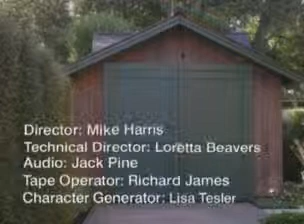 Director: Mike Harris
Technical Director: Loretta Beavers
Audio: Jack Pine
Tape Operator: Richard James
Character Generator: Lisa Tesler